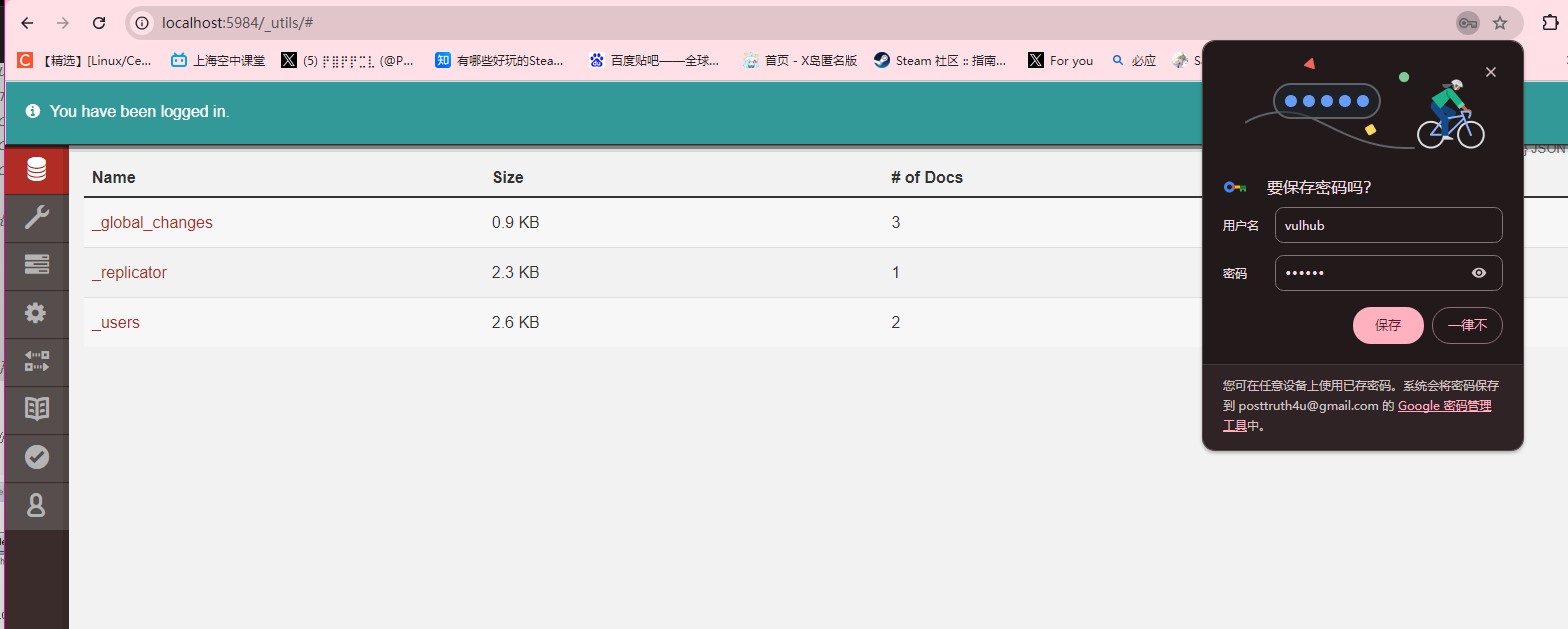 localhost:5984/_utils/#
【精选】[Linux/Ce...
上海空中课堂
(5)
(@P...
有哪些好玩的Stea...
百度贴吧——全球...
首页 - X岛匿名版
Steam 社区 :: 指南...
For you
必应
You have been logged in.
JSON
Name Size # of Docs
_global_changes 0.9 KB 3
_replicator 2.3 KB 1
_users 2.6 KB 2
要保存密码吗?
用户名 vulhub
密码 ••••••
保存 一律不
您可在任意设备上使用已存密码。系统会将密码保存
到 posttruth4u@gmail.com 的 Google 密码管理
工具中。